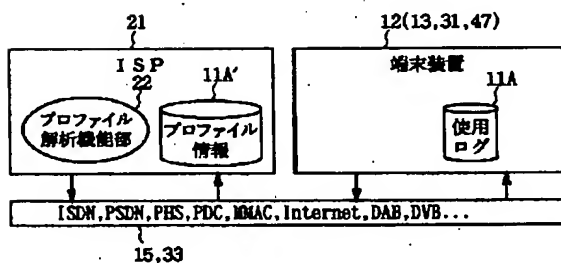 21
12(13,31,47)
ISP
22
11A'
プロファイル
解析機能部
プロファイル
情報
端末装置
11A
使用
ログ
ISDN,PSDN,PHS,PDC,MMAC,Internet,DAB,DVB...
15,33